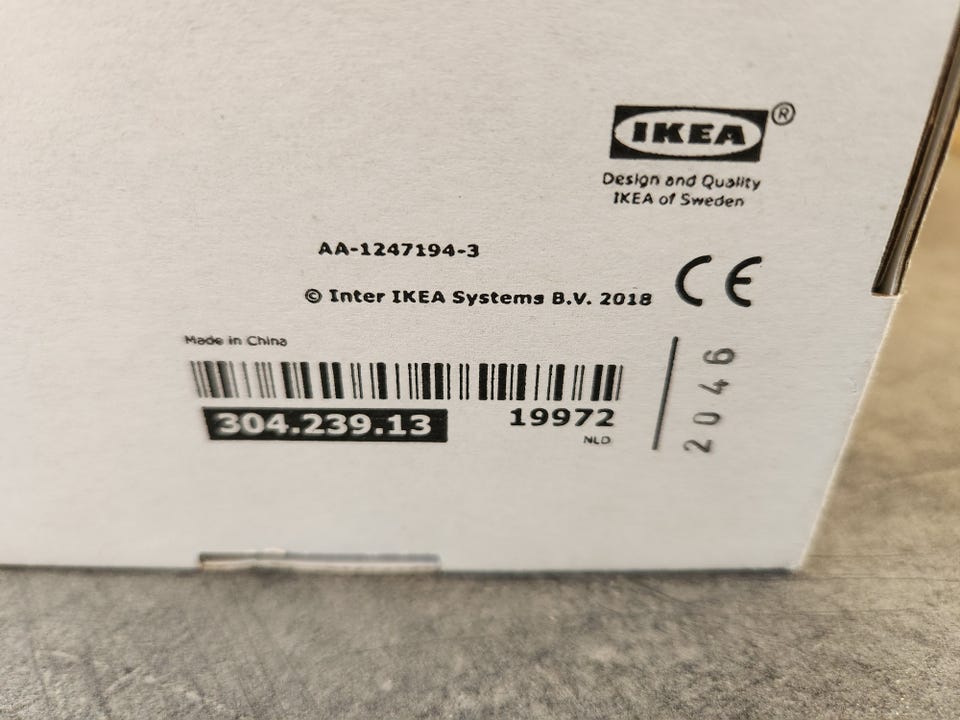 IKEA®
Design and Quality
IKEA of Sweden
AA-1247194-3
© Inter IKEA Systems B.V. 2018
CE
Made in China
304.239.13
19972
NLD
2046